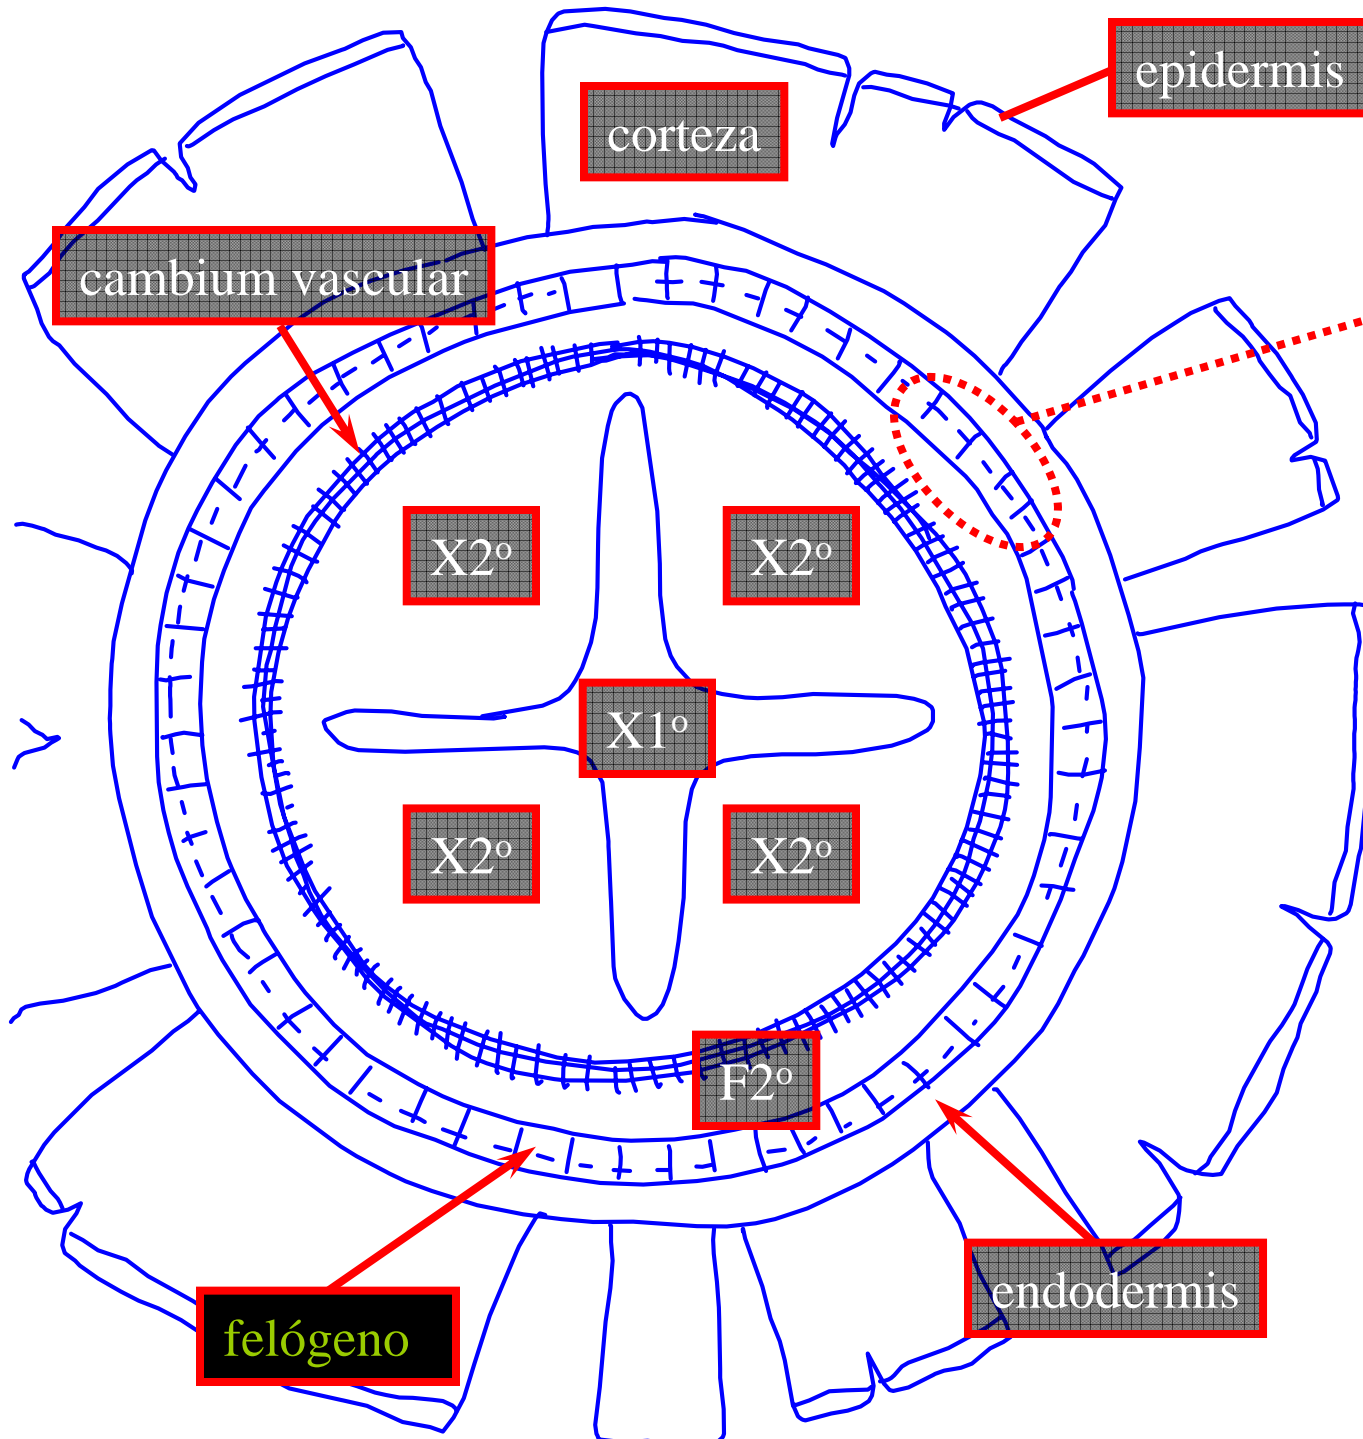 epidermis
corteza
cambium vascular
X2º
X2º
X1º
X2º
X2º
F2º
endodermis
felógeno